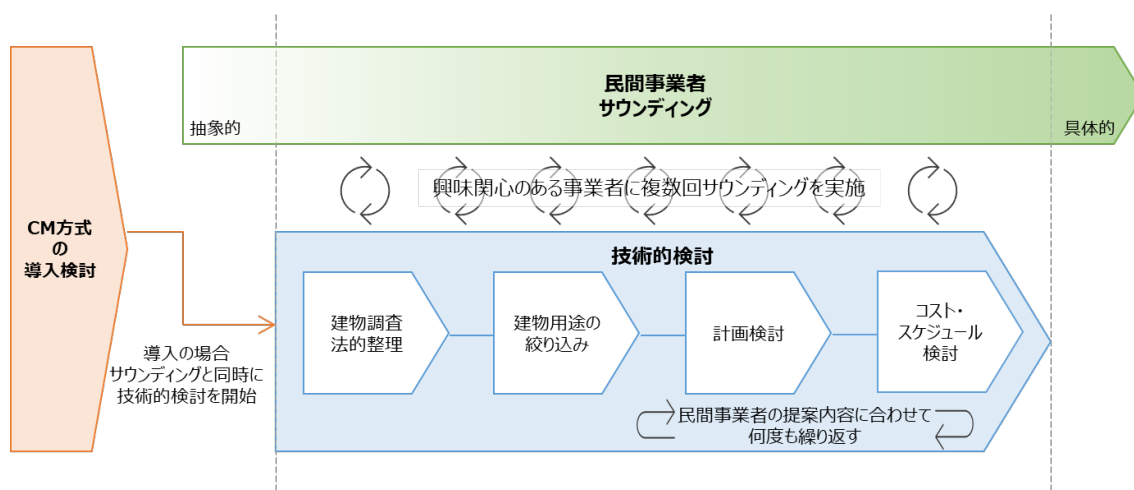 民間事業者
サウンディング
抽象的
具体的
興味関心のある事業者に複数回サウンディングを実施
CM方式
の
導入検討
導入の場合
サウンディングと同時に
技術的検討を開始
技術的検討
建物調査
法的整理
建物用途の
絞り込み
計画検討
コスト・
スケジュール
検討
民間事業者の提案内容に合わせて
何度も繰り返す